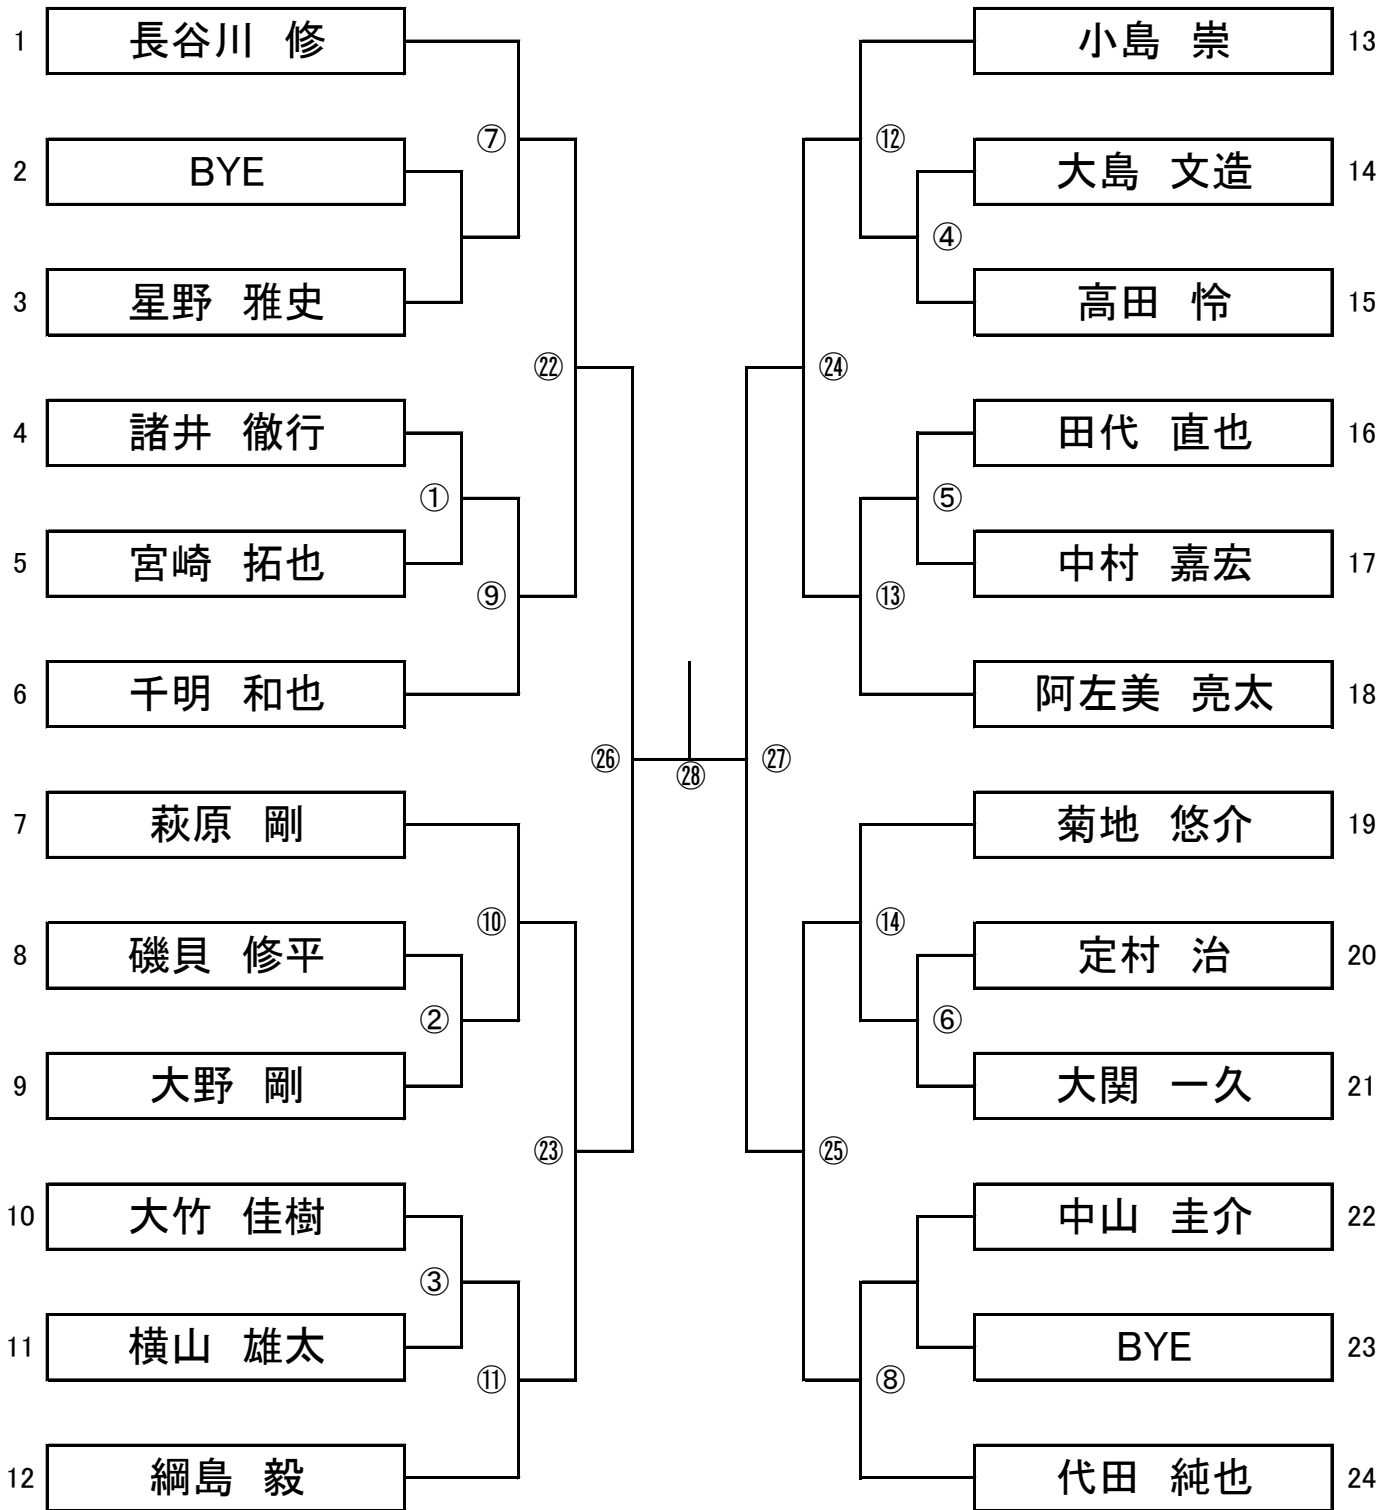 1 長谷川 修
⑦
2 BYE
3 星野 雅史
㉒
4 諸井 徹行
①
5 宮崎 拓也
⑨
6 千明 和也
㉖
7 萩原 剛
⑩
8 磯貝 修平
②
9 大野 剛
㉓
10 大竹 佳樹
③
11 横山 雄太
⑪
12 綱島 毅
㉘
小島 崇 13
⑫
大島 文造 14
④
高田 怜 15
㉔
田代 直也 16
⑤
中村 嘉宏 17
⑬
阿左美 亮太 18
㉗
菊地 悠介 19
⑭
定村 治 20
⑥
大関 一久 21
㉕
中山 圭介 22
BYE 23
⑧
代田 純也 24